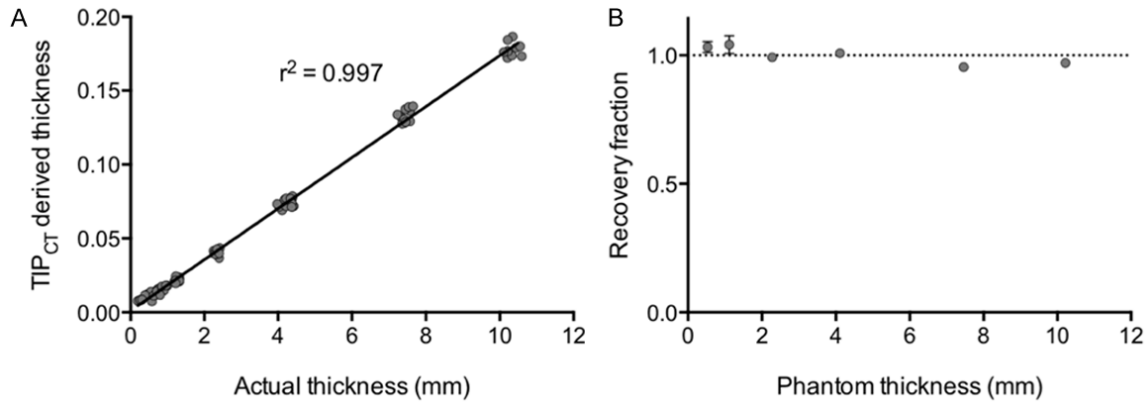 A
TIP_CT derived thickness
0.20
0.15
0.10
0.05
0.00
r² = 0.997
0 2 4 6 8 10 12
Actual thickness (mm)
B
Recovery fraction
1.0
0.5
0.0
0 2 4 6 8 10 12
Phantom thickness (mm)